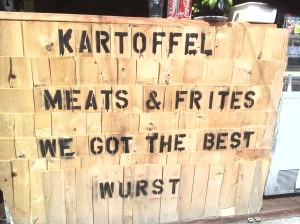 KARTOFFEL
MEATS & FRITES
WE GOT THE BEST
WURST